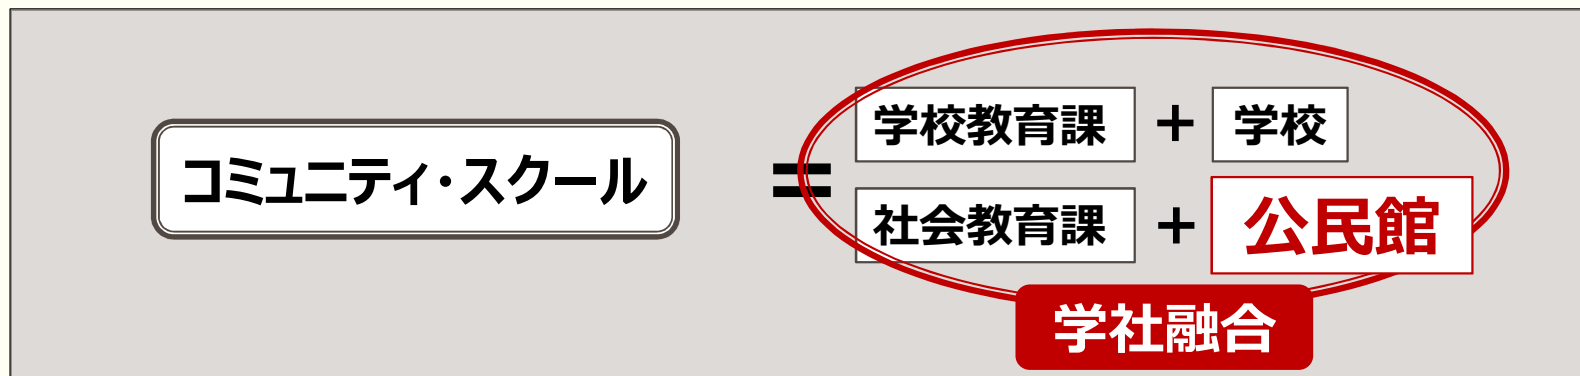 コミュニティ・スクール
=
学校教育課 + 学校
社会教育課 + 公民館
学社融合